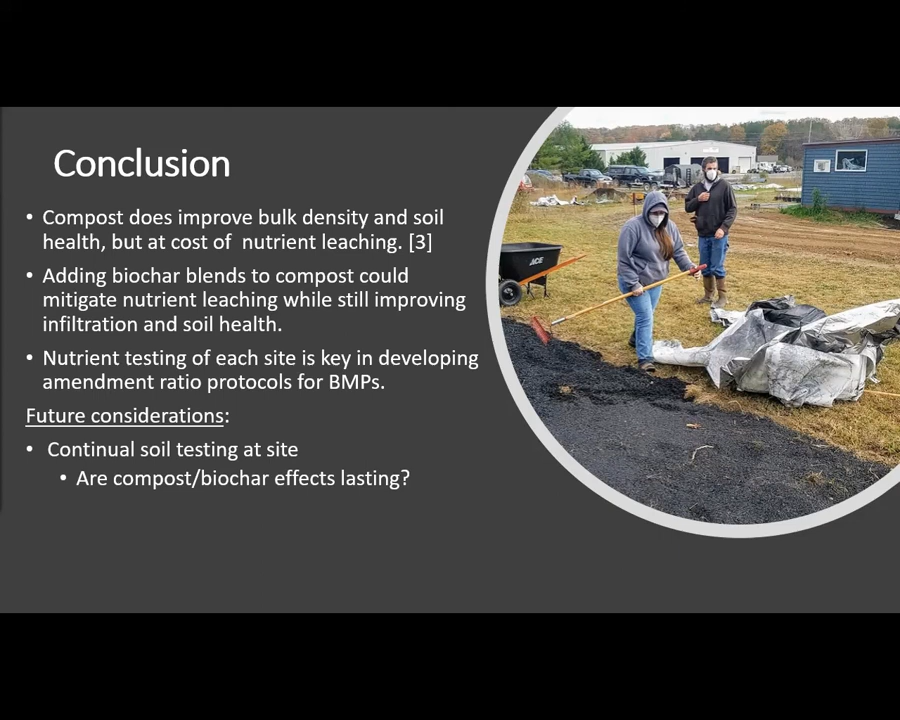 Conclusion
• Compost does improve bulk density and soil
health, but at cost of  nutrient leaching. [3]
• Adding biochar blends to compost could
mitigate nutrient leaching while still improving
infiltration and soil health.
• Nutrient testing of each site is key in developing
amendment ratio protocols for BMPs.
Future considerations:
• Continual soil testing at site
• Are compost/biochar effects lasting?
ACE